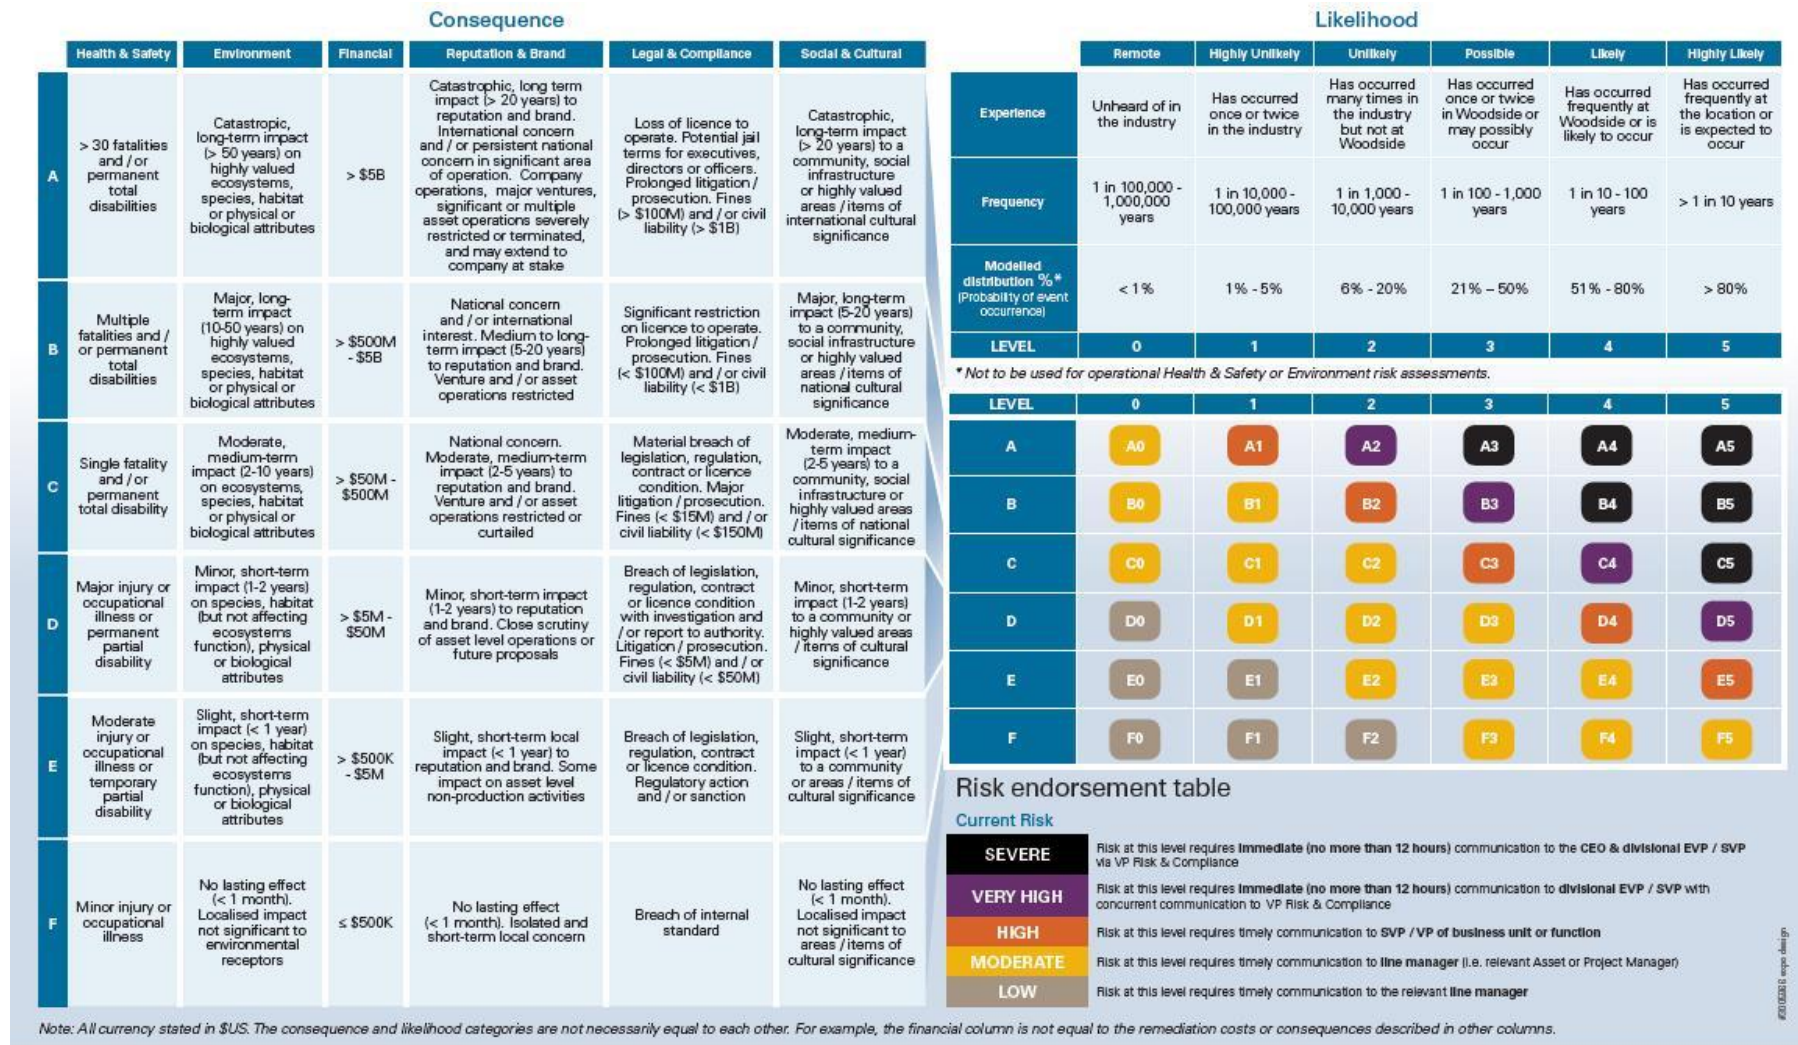 Consequence
Health & Safety
Environment
Financial
Reputation & Brand
Legal & Compliance
Social & Cultural
A
> 30 fatalities
and / or
permanent
total
disabilities
Catastropic,
long-term impact
(> 50 years) on
highly valued
ecosystems,
species, habitat
or physical or
biological attributes
> $5B
Catastrophic, long term
impact (> 20 years) to
reputation and brand.
International concern
and / or persistent national
concern in significant area
of operation. Company
operations, major ventures,
significant or multiple
asset operations severely
restricted or terminated,
and may extend to
company at stake
Loss of licence to
operate. Potential jail
terms for executives,
directors or officers.
Prolonged litigation /
prosecution. Fines
(> $100M) and / or civil
liability (> $1B)
Catastrophic,
long-term impact
(> 20 years) to a
community, social
infrastructure
or highly valued
areas / items of
international cultural
significance
B
Multiple
fatalities and /
or permanent
total
disabilities
Major, long-
term impact
(10-50 years) on
highly valued
ecosystems,
species, habitat
or physical or
biological attributes
> $500M
- $5B
National concern
and / or international
interest. Medium to long-
term impact (5-20 years)
to reputation and brand.
Venture and / or asset
operations restricted
Significant restriction
on licence to operate.
Prolonged litigation /
prosecution. Fines
(< $100M) and / or civil
liability (< $1B)
Major, long-term
impact (5-20 years)
to a community,
social infrastructure
or highly valued
areas / items of
national cultural
significance
C
Single fatality
and / or
permanent
total disability
Moderate,
medium-term
impact (2-10 years)
on ecosystems,
species, habitat
or physical or
biological attributes
> $50M -
$500M
National concern.
Moderate, medium-term
impact (2-5 years) to
reputation and brand.
Venture and / or asset
operations restricted or
curtailed
Material breach of
legislation, regulation,
contract or licence
condition. Major
litigation / prosecution.
Fines (< $15M) and / or
civil liability (< $150M)
Moderate, medium-
term impact
(2-5 years) to a
community, social
infrastructure or
highly valued areas
/ items of national
cultural significance
D
Major injury or
occupational
illness or
permanent
partial
disability
Minor, short-term
impact (1-2 years)
on species, habitat
(but not affecting
ecosystems
function), physical
or biological
attributes
> $5M -
$50M
Minor, short-term impact
(1-2 years) to reputation
and brand. Close scrutiny
of asset level operations or
future proposals
Breach of legislation,
regulation, contract
or licence condition
with investigation and
/ or report to authority.
Litigation / prosecution.
Fines (< $5M) and / or
civil liability (< $50M)
Minor, short-term
impact (1-2 years)
to a community or
highly valued areas
/ items of cultural
significance
E
Moderate
injury or
occupational
illness or
temporary
partial
disability
Slight, short-term
impact (< 1 year)
on species, habitat
(but not affecting
ecosystems
function), physical
or biological
attributes
> $500K
- $5M
Slight, short-term local
impact (< 1 year) to
reputation and brand. Some
impact on asset level
non-production activities
Breach of legislation,
regulation, contract
or licence condition.
Regulatory action
and / or sanction
Slight, short-term
impact (< 1 year)
to a community
or areas / items of
cultural significance
F
Minor injury or
occupational
illness
No lasting effect
(< 1 month).
Localised impact
not significant to
environmental
receptors
≤ $500K
No lasting effect
(< 1 month). Isolated and
short-term local concern
Breach of internal
standard
No lasting effect
(< 1 month).
Localised impact
not significant to
areas / items of
cultural significance
Likelihood
Remote
Highly Unlikely
Unlikely
Possible
Likely
Highly Likely
Experience
Unheard of in
the industry
Has occurred
once or twice
in the industry
Has occurred
many times in
the industry
but not at
Woodside
Has occurred
once or twice
in Woodside or
may possibly
occur
Has occurred
frequently at
Woodside or is
likely to occur
Has occurred
frequently at
the location or
is expected to
occur
Frequency
1 in 100,000 -
1,000,000
years
1 in 10,000 -
100,000 years
1 in 1,000 -
10,000 years
1 in 100 - 1,000
years
1 in 10 - 100
years
> 1 in 10 years
Modelled
distribution %*
(Probability of event
occurrence)
< 1%
1% - 5%
6% - 20%
21% – 50%
51% - 80%
> 80%
LEVEL 0 1 2 3 4 5
* Not to be used for operational Health & Safety or Environment risk assessments.
LEVEL 0 1 2 3 4 5
A A0 A1 A2 A3 A4 A5
B B0 B1 B2 B3 B4 B5
C C0 C1 C2 C3 C4 C5
D D0 D1 D2 D3 D4 D5
E E0 E1 E2 E3 E4 E5
F F0 F1 F2 F3 F4 F5
Risk endorsement table
Current Risk
SEVERE
Risk at this level requires immediate (no more than 12 hours) communication to the CEO & divisional EVP / SVP
via VP Risk & Compliance
VERY HIGH
Risk at this level requires immediate (no more than 12 hours) communication to divisional EVP / SVP with
concurrent communication to VP Risk & Compliance
HIGH
Risk at this level requires timely communication to SVP / VP of business unit or function
MODERATE
Risk at this level requires timely communication to line manager (i.e. relevant Asset or Project Manager)
LOW
Risk at this level requires timely communication to the relevant line manager
expo design
Note: All currency stated in $US. The consequence and likelihood categories are not necessarily equal to each other. For example, the financial column is not equal to the remediation costs or consequences described in other columns.